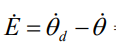 Ė = θ̇_d − θ̇ =